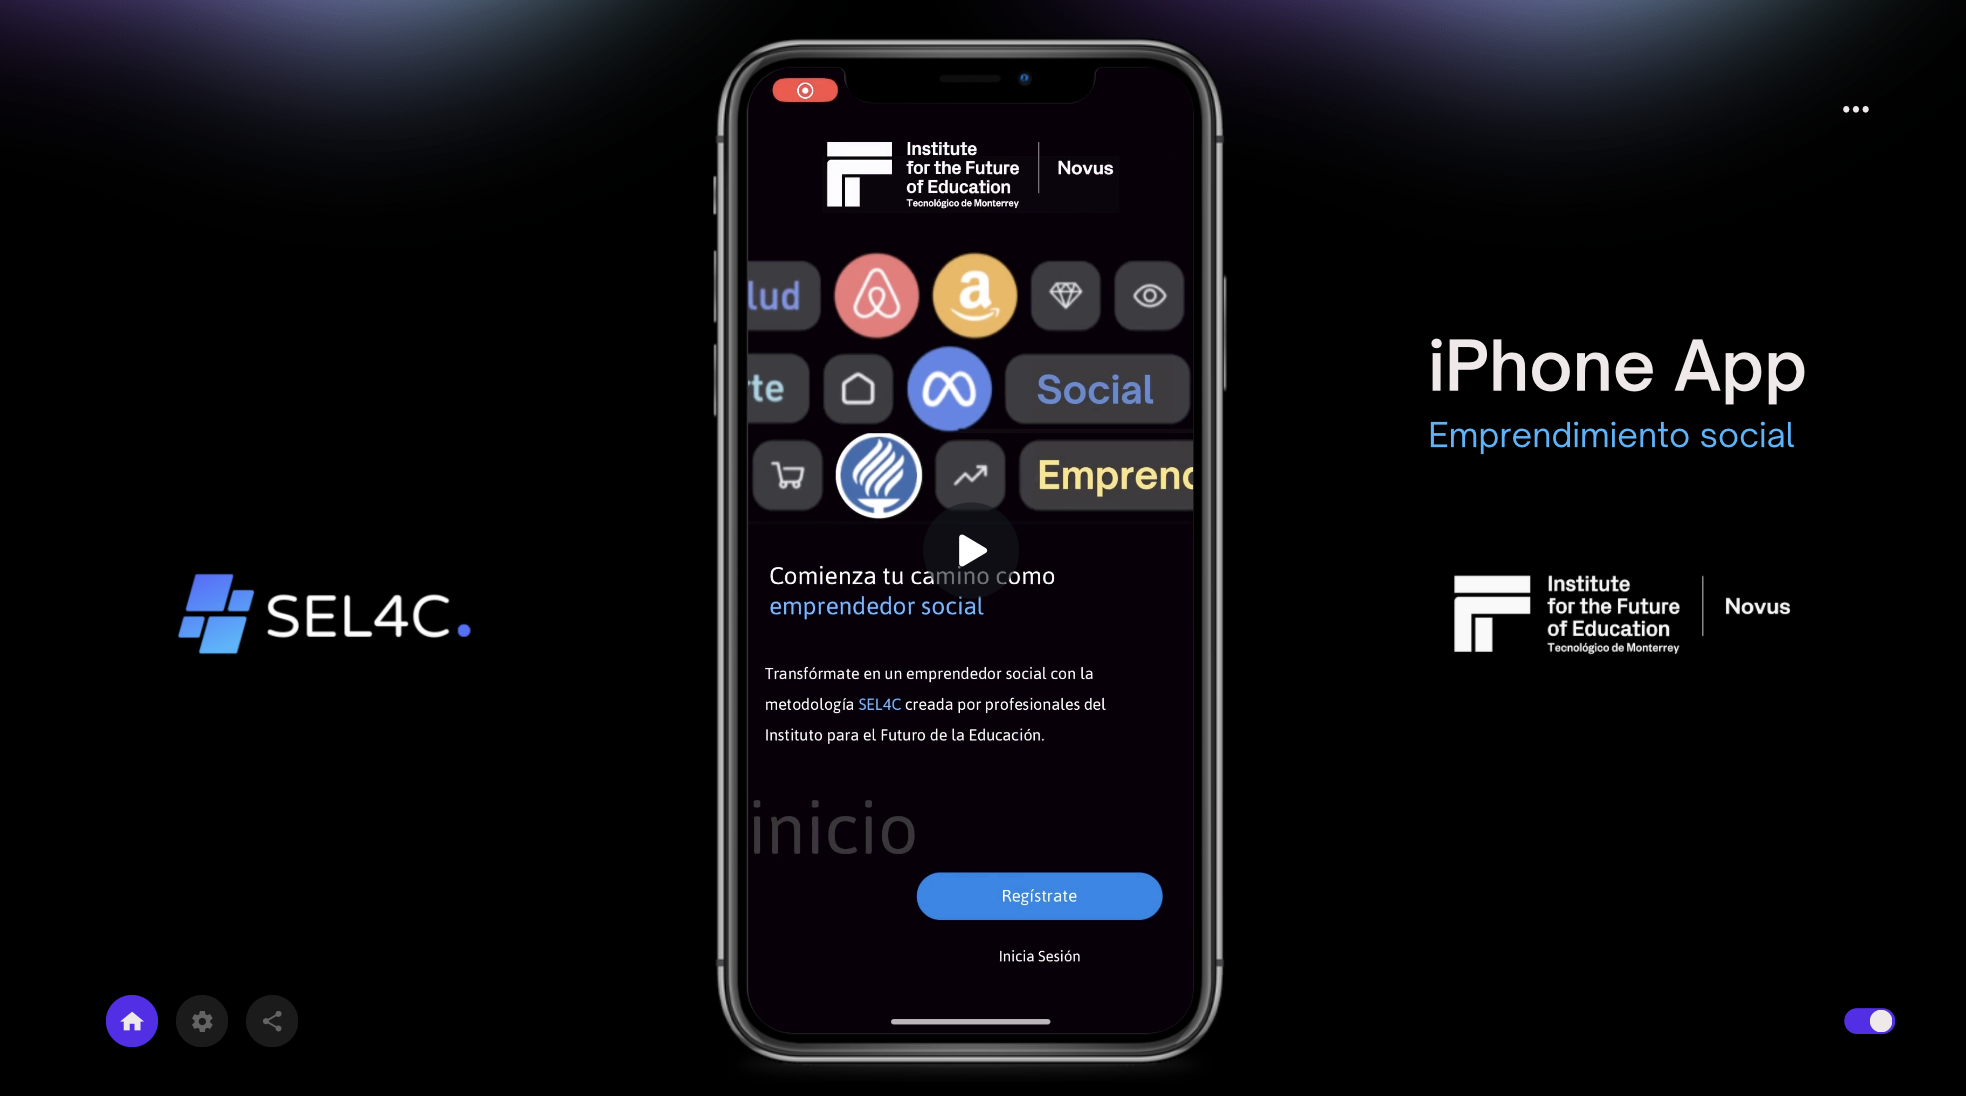 Institute
for the Future
of Education
Tecnológico de Monterrey
Novus
lud
a
rte
Social
Emprend
Comienza tu camino como
emprendedor social
Transfórmate en un emprendedor social con la
metodología SEL4C creada por profesionales del
Instituto para el Futuro de la Educación.
inicio
Regístrate
Inicia Sesión
SEL4C.
iPhone App
Emprendimiento social
Institute
for the Future
of Education
Tecnológico de Monterrey
Novus